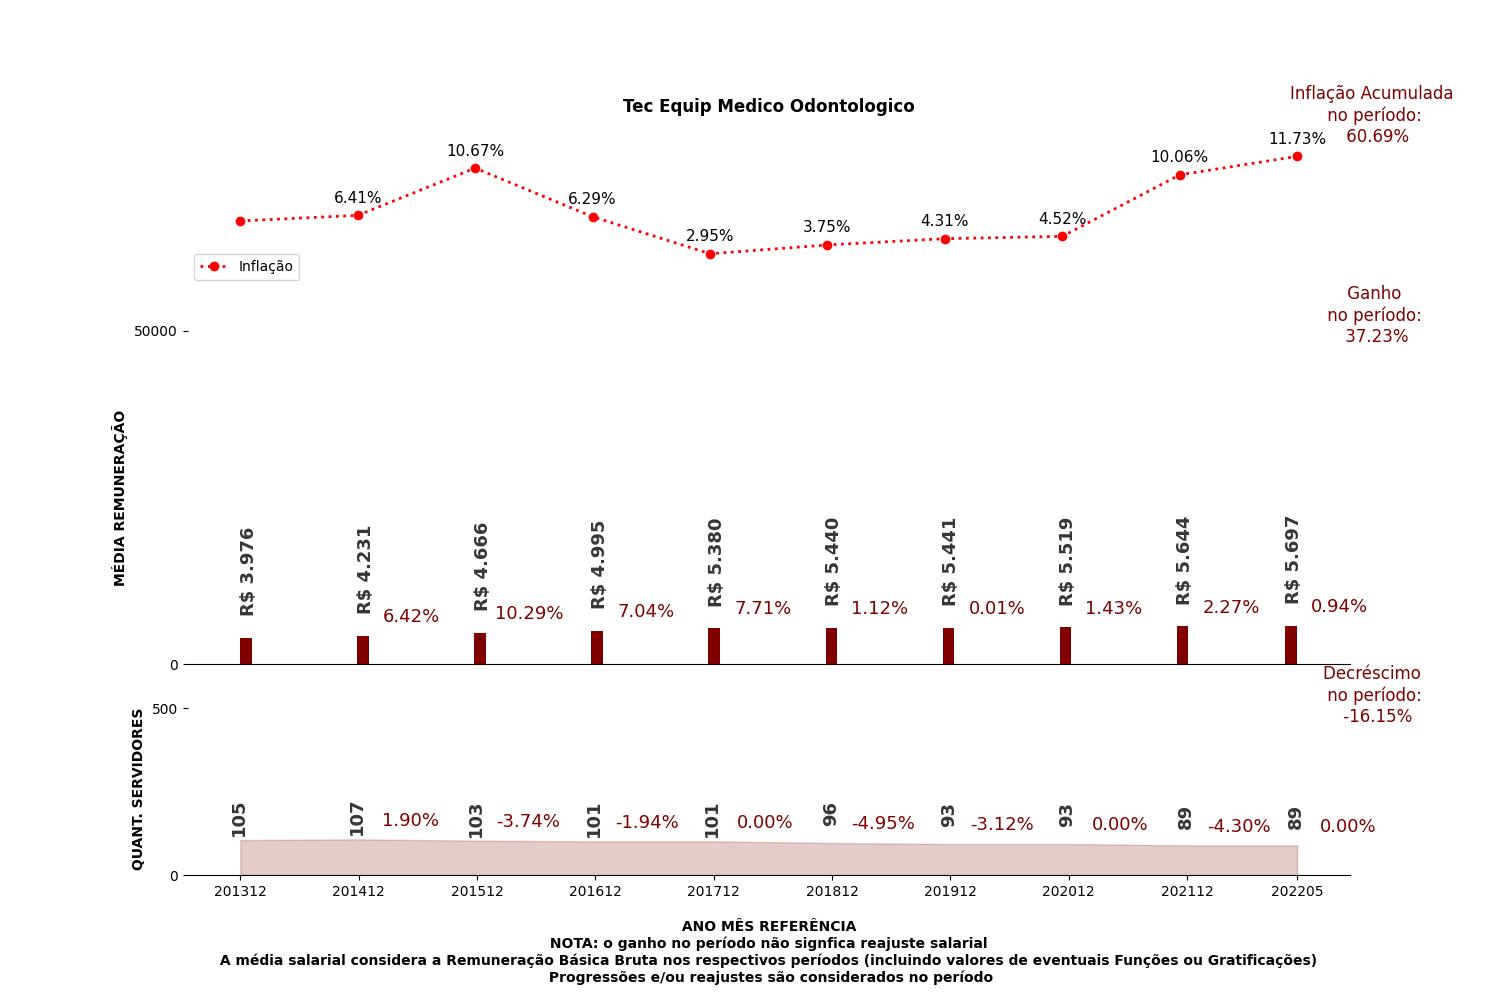 Tec Equip Medico Odontologico
Inflação Acumulada
no período:
60.69%
6.41%
10.67%
6.29%
2.95%
3.75%
4.31%
4.52%
10.06%
11.73%
Inflação
Ganho
no período:
37.23%
MÉDIA REMUNERAÇÃO
50000
0
R$ 3.976
R$ 4.231
R$ 4.666
R$ 4.995
R$ 5.380
R$ 5.440
R$ 5.441
R$ 5.519
R$ 5.644
R$ 5.697
6.42%
10.29%
7.04%
7.71%
1.12%
0.01%
1.43%
2.27%
0.94%
Decréscimo
no período:
-16.15%
QUANT. SERVIDORES
500
0
105
107
103
101
101
96
93
93
89
89
1.90%
-3.74%
-1.94%
0.00%
-4.95%
-3.12%
0.00%
-4.30%
0.00%
201312
201412
201512
201612
201712
201812
201912
202012
202112
202205
ANO MÊS REFERÊNCIA
NOTA: o ganho no período não signfica reajuste salarial
A média salarial considera a Remuneração Básica Bruta nos respectivos períodos (incluindo valores de eventuais Funções ou Gratificações)
Progressões e/ou reajustes são considerados no período